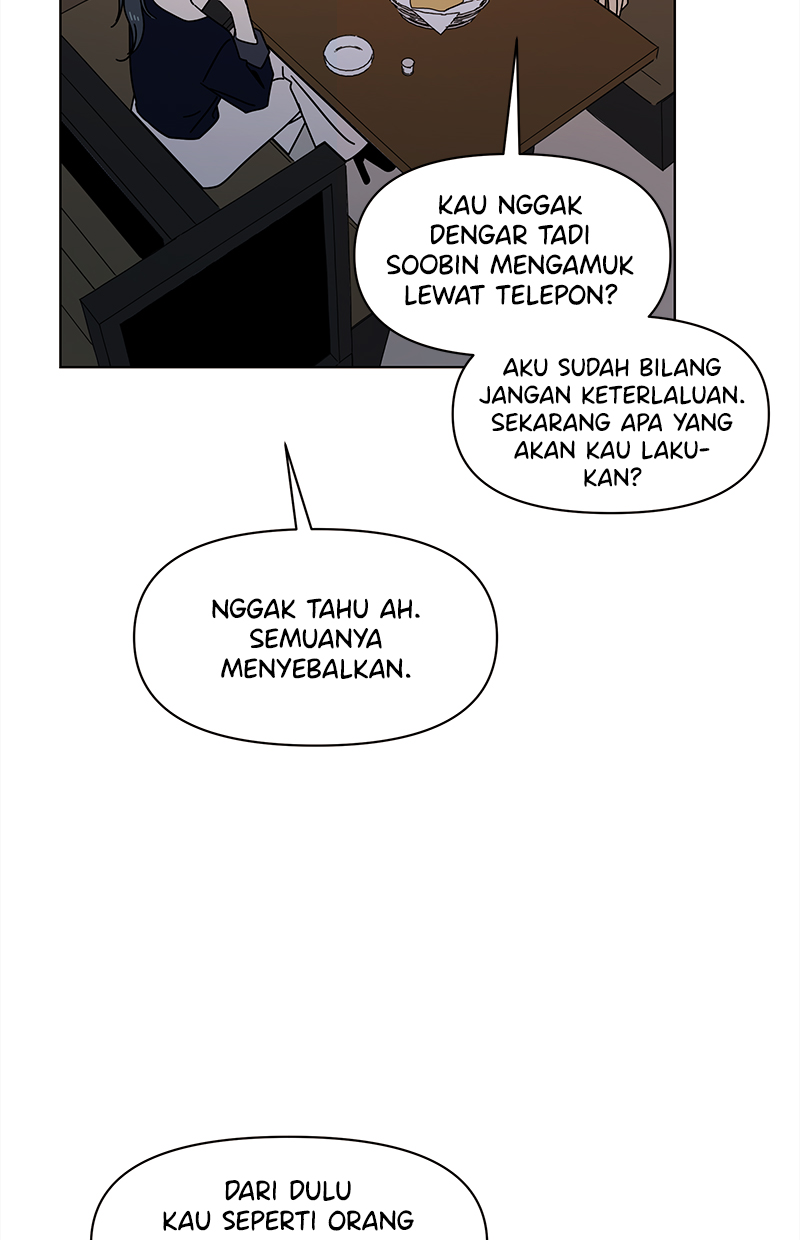 KAU NGGAK
DENGAR TADI
SOOBIN MENGAMUK
LEWAT TELEPON?
AKU SUDAH BILANG
JANGAN KETERLALUAN.
SEKARANG APA YANG
AKAN KAU LAKU-
KAN?
NGGAK TAHU AH.
SEMUANYA
MENYEBALKAN.
DARI DULU
KAU SEPERTI ORANG